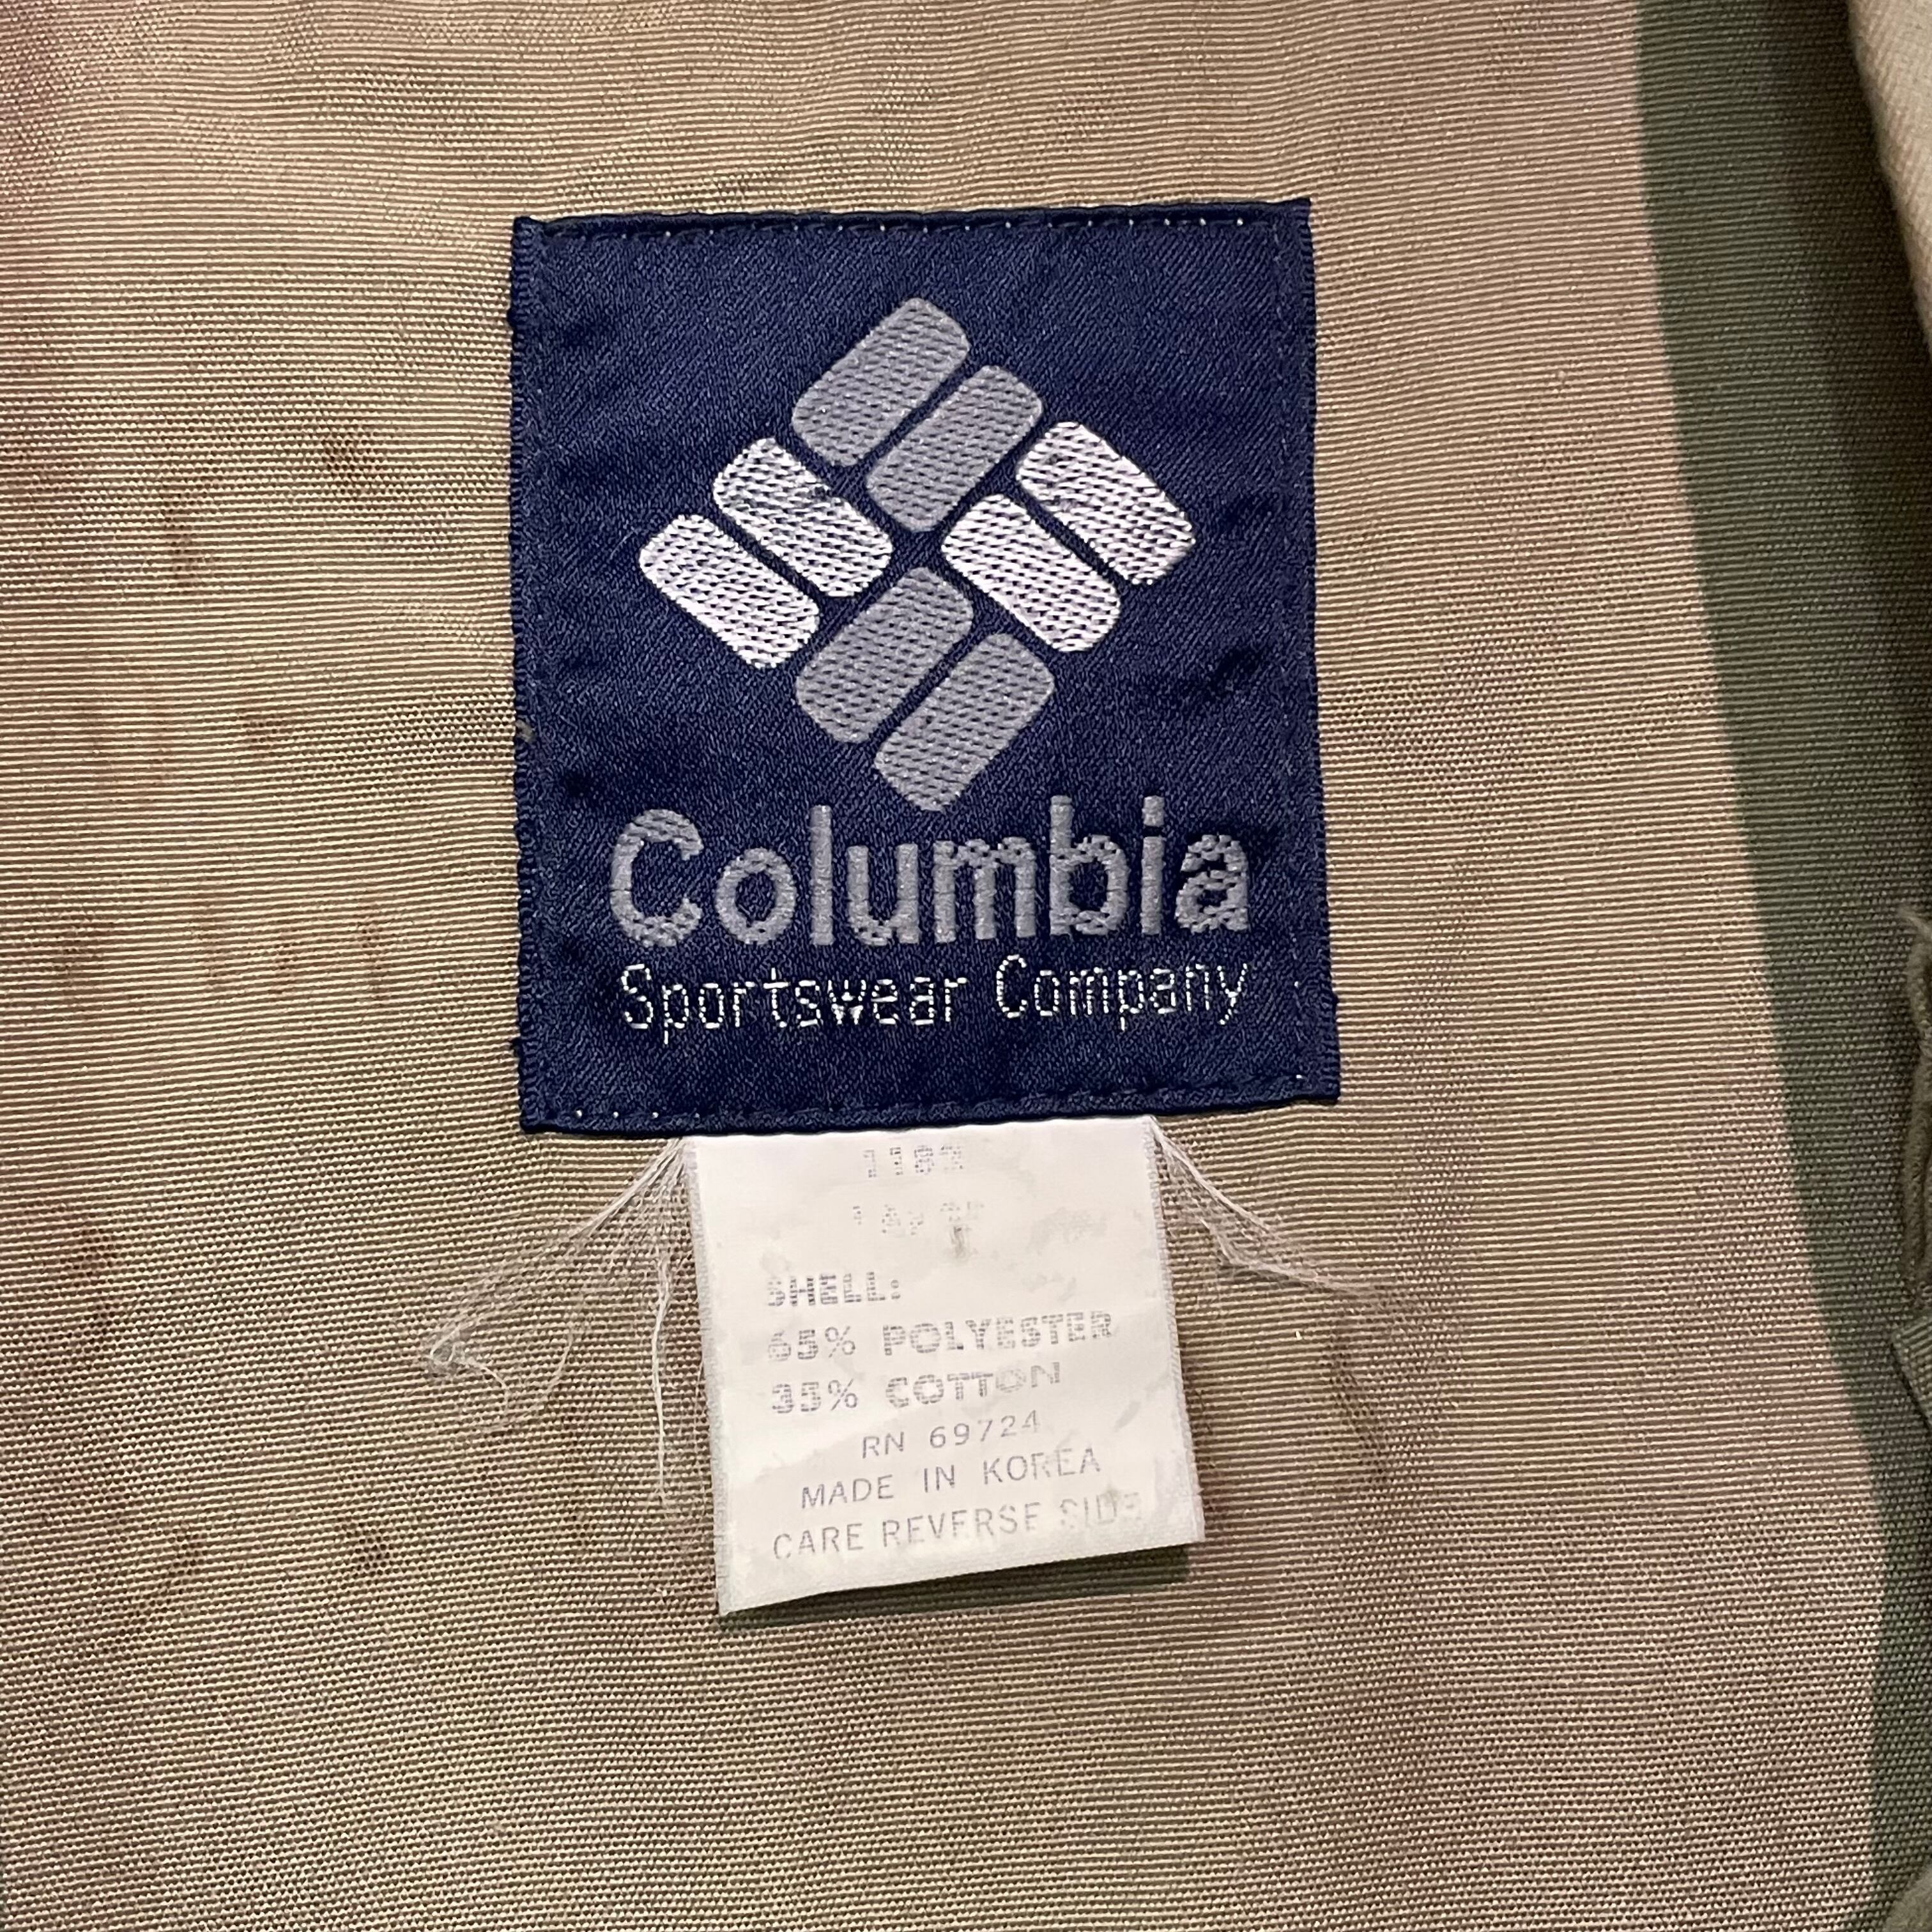 Columbia
Sportswear Company
SHELL:
65% POLYESTER
35% COTTON
RN 69724
MADE IN KOREA
CARE REVERSE SIDE